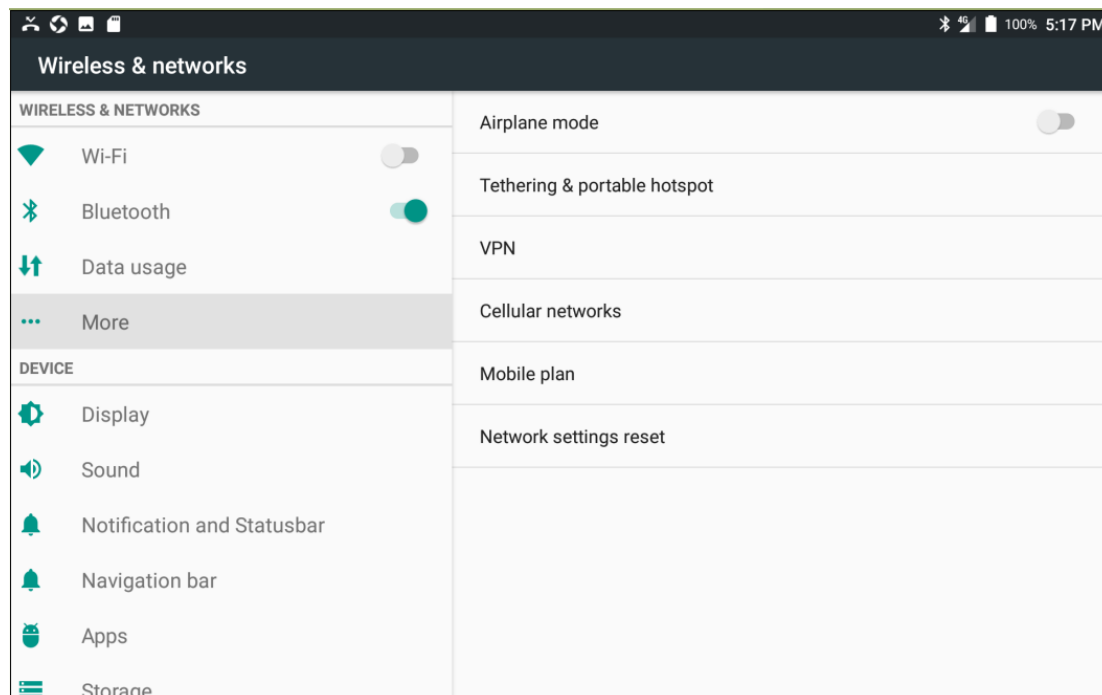 4G 100% 5:17 PM
Wireless & networks
WIRELESS & NETWORKS
Wi-Fi
Bluetooth
Data usage
More
DEVICE
Display
Sound
Notification and Statusbar
Navigation bar
Apps
Storage
Airplane mode
Tethering & portable hotspot
VPN
Cellular networks
Mobile plan
Network settings reset